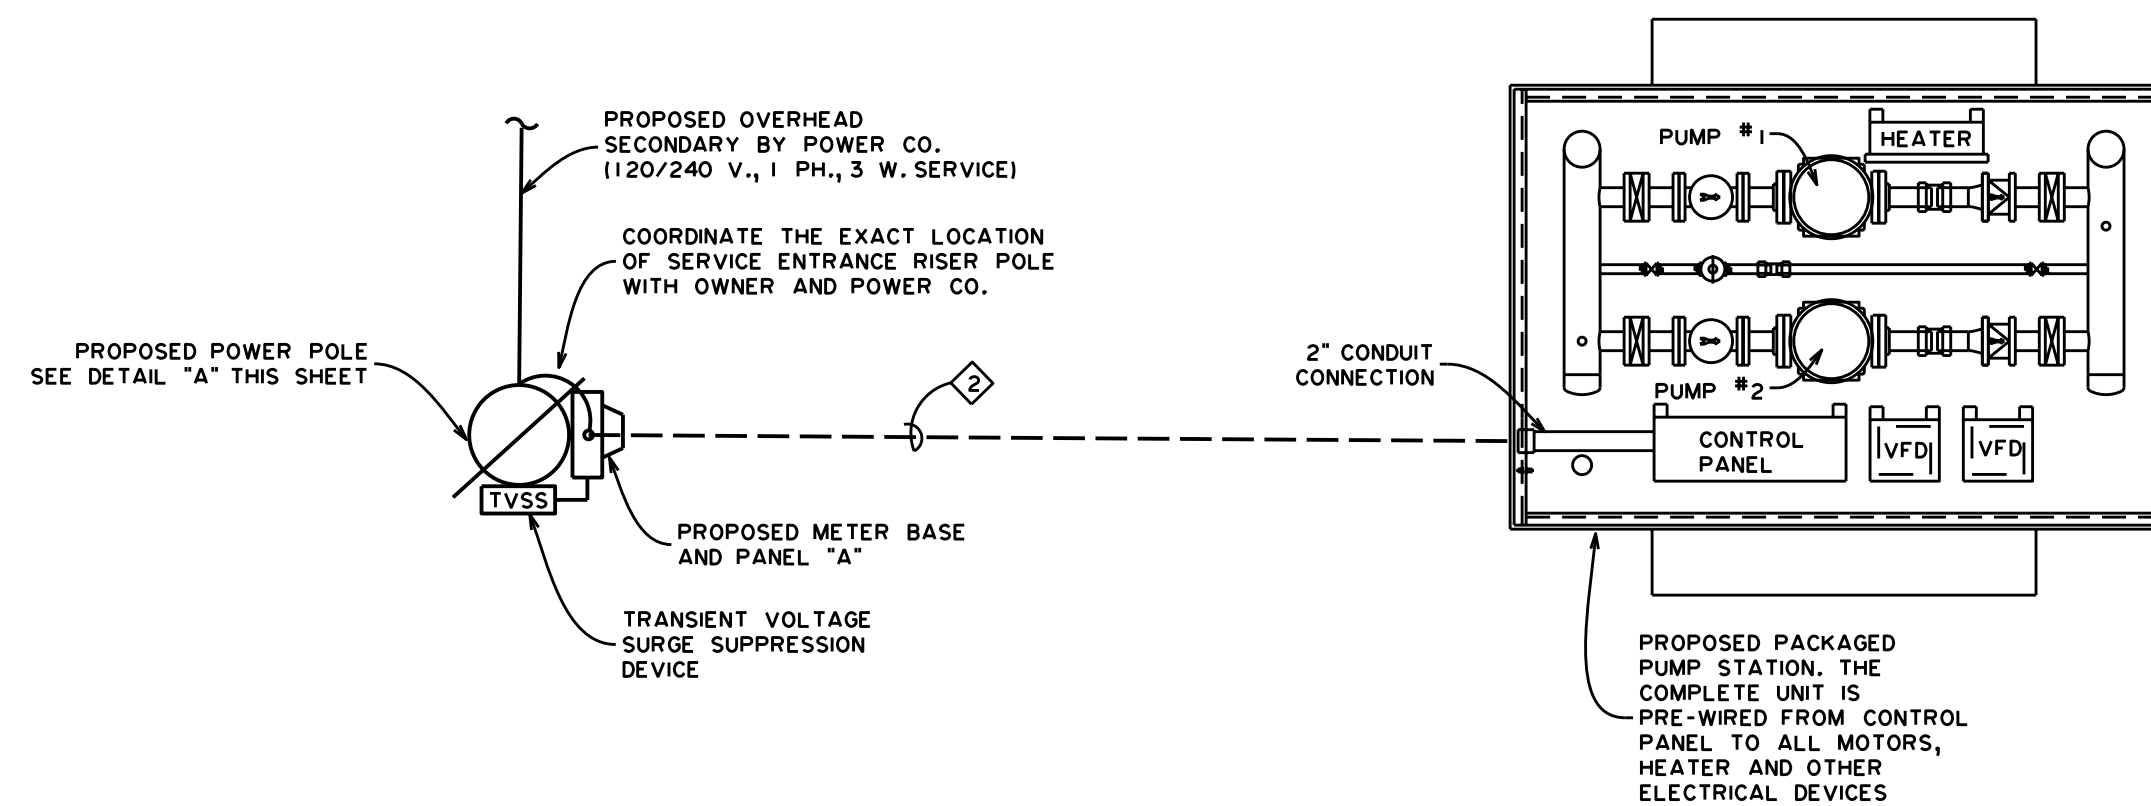 PROPOSED OVERHEAD
SECONDARY BY POWER CO.
(120/240 V., 1 PH., 3 W. SERVICE)
COORDINATE THE EXACT LOCATION
OF SERVICE ENTRANCE RISER POLE
WITH OWNER AND POWER CO.
PROPOSED POWER POLE
SEE DETAIL "A" THIS SHEET
TVSS
PROPOSED METER BASE
AND PANEL "A"
TRANSIENT VOLTAGE
SURGE SUPPRESSION
DEVICE
2
2" CONDUIT
CONNECTION
PUMP #1
HEATER
PUMP #2
CONTROL
PANEL
VFD
VFD
PROPOSED PACKAGED
PUMP STATION. THE
COMPLETE UNIT IS
PRE-WIRED FROM CONTROL
PANEL TO ALL MOTORS,
HEATER AND OTHER
ELECTRICAL DEVICES